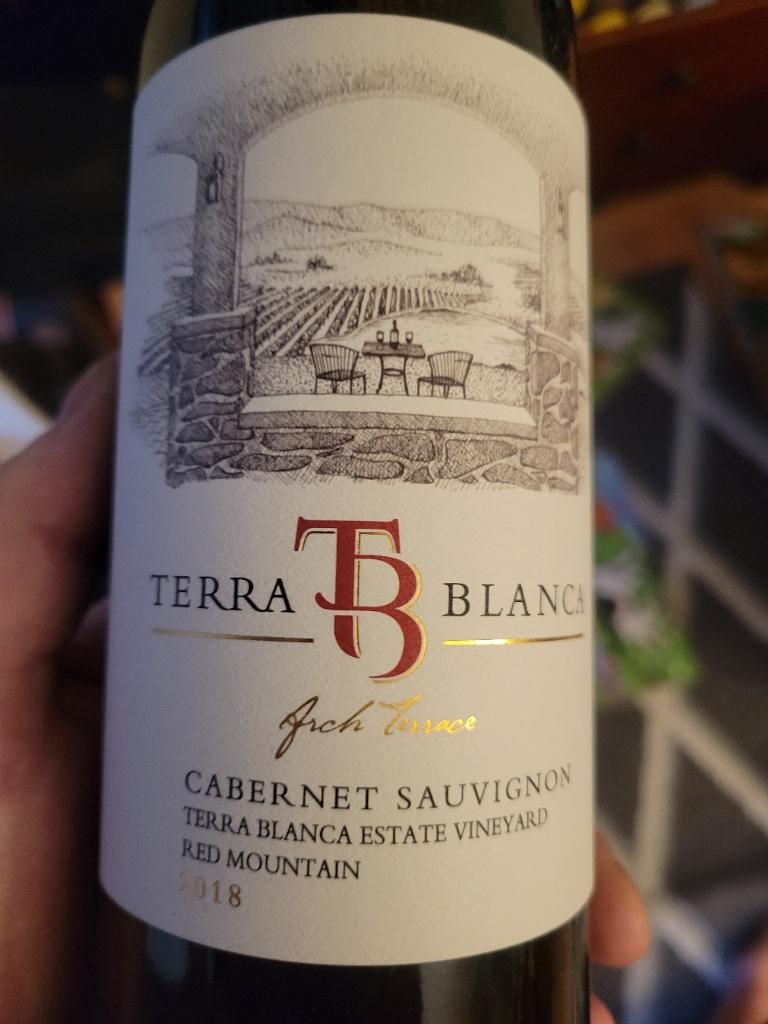 TERRA TB BLANCA
Arch Terrace
CABERNET SAUVIGNON
TERRA BLANCA ESTATE VINEYARD
RED MOUNTAIN
2018